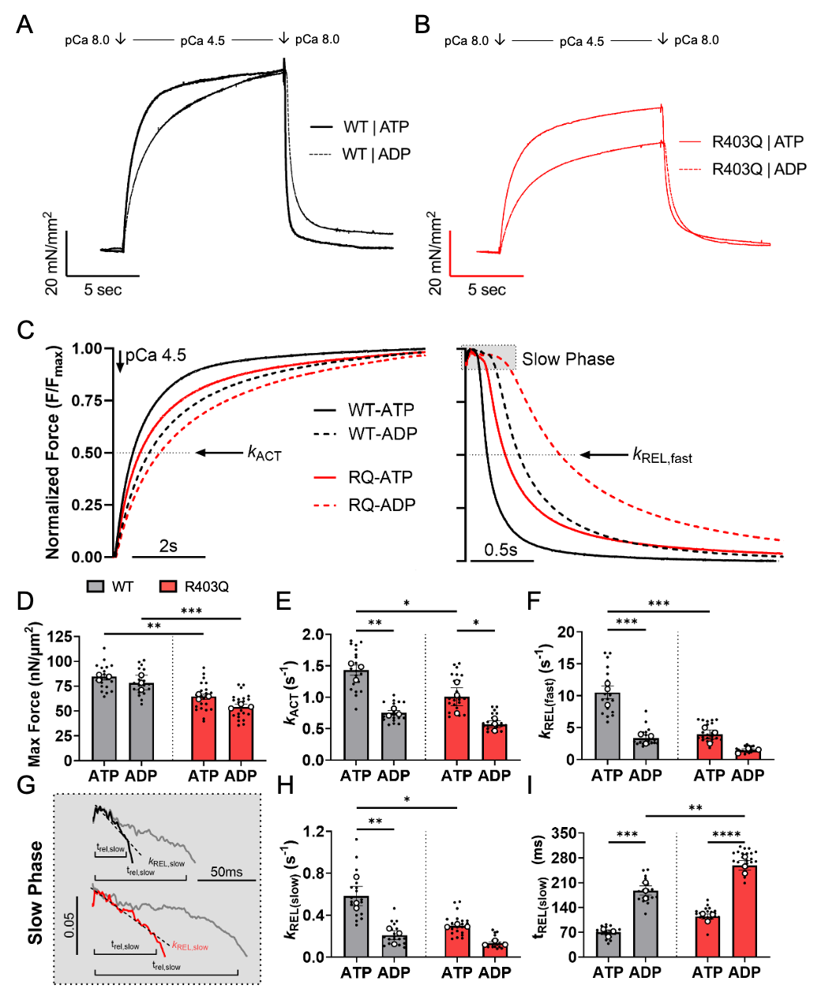 A
pCa 8.0 ↓ pCa 4.5 ↓ pCa 8.0
WT | ATP
WT | ADP
20 mN/mm²
5 sec
B
pCa 8.0 ↓ pCa 4.5 ↓ pCa 8.0
R403Q | ATP
R403Q | ADP
20 mN/mm²
5 sec
C
Normalized Force (F/Fmax)
1.00
0.75
0.50
0.25
0.00
pCa 4.5
kACT
WT-ATP
WT-ADP
RQ-ATP
RQ-ADP
2s
Slow Phase
kREL,fast
0.5s
WT R403Q
D
Max Force (nN/μm²)
125
100
75
50
25
0
** ***
ATP ADP ATP ADP
E
kACT (s⁻¹)
2.0
1.5
1.0
0.5
0.0
*
** *
ATP ADP ATP ADP
F
kREL(fast) (s⁻¹)
20
15
10
5
0
***
***
ATP ADP ATP ADP
G
Slow Phase
trel,slow
kREL,slow
trel,slow
50ms
0.05
trel,slow
kREL,slow
trel,slow
H
kREL(slow) (s⁻¹)
1.2
0.8
0.4
0.0
*
**
ATP ADP ATP ADP
I
tREL(slow) (ms)
350
280
210
140
70
0
**
*** ****
ATP ADP ATP ADP